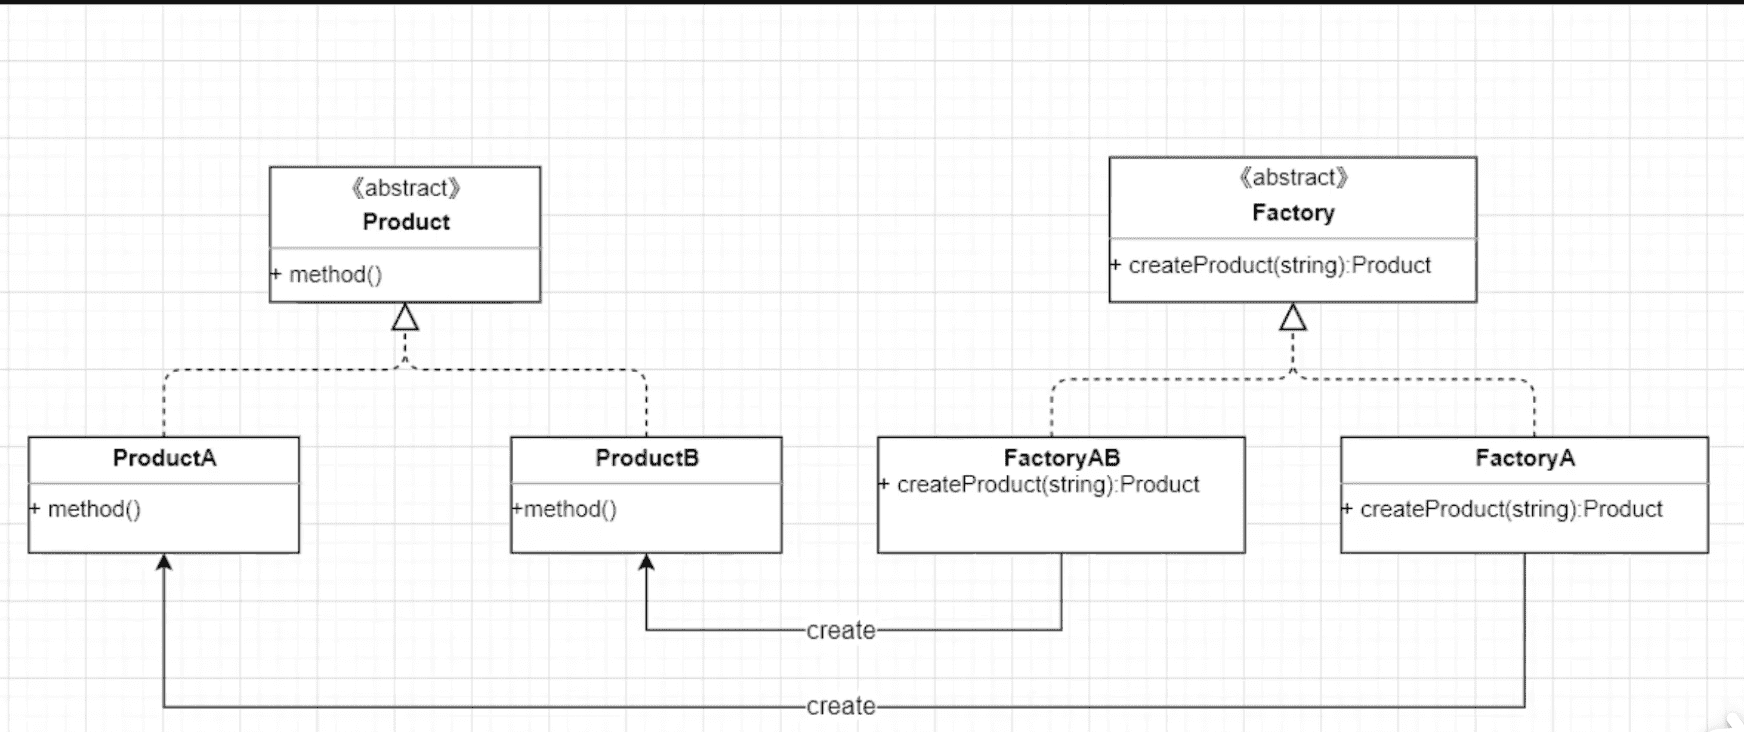 《abstract》
Product
+ method()
《abstract》
Factory
+ createProduct(string):Product
ProductA
+ method()
ProductB
+method()
FactoryAB
+ createProduct(string):Product
FactoryA
+ createProduct(string):Product
create
create